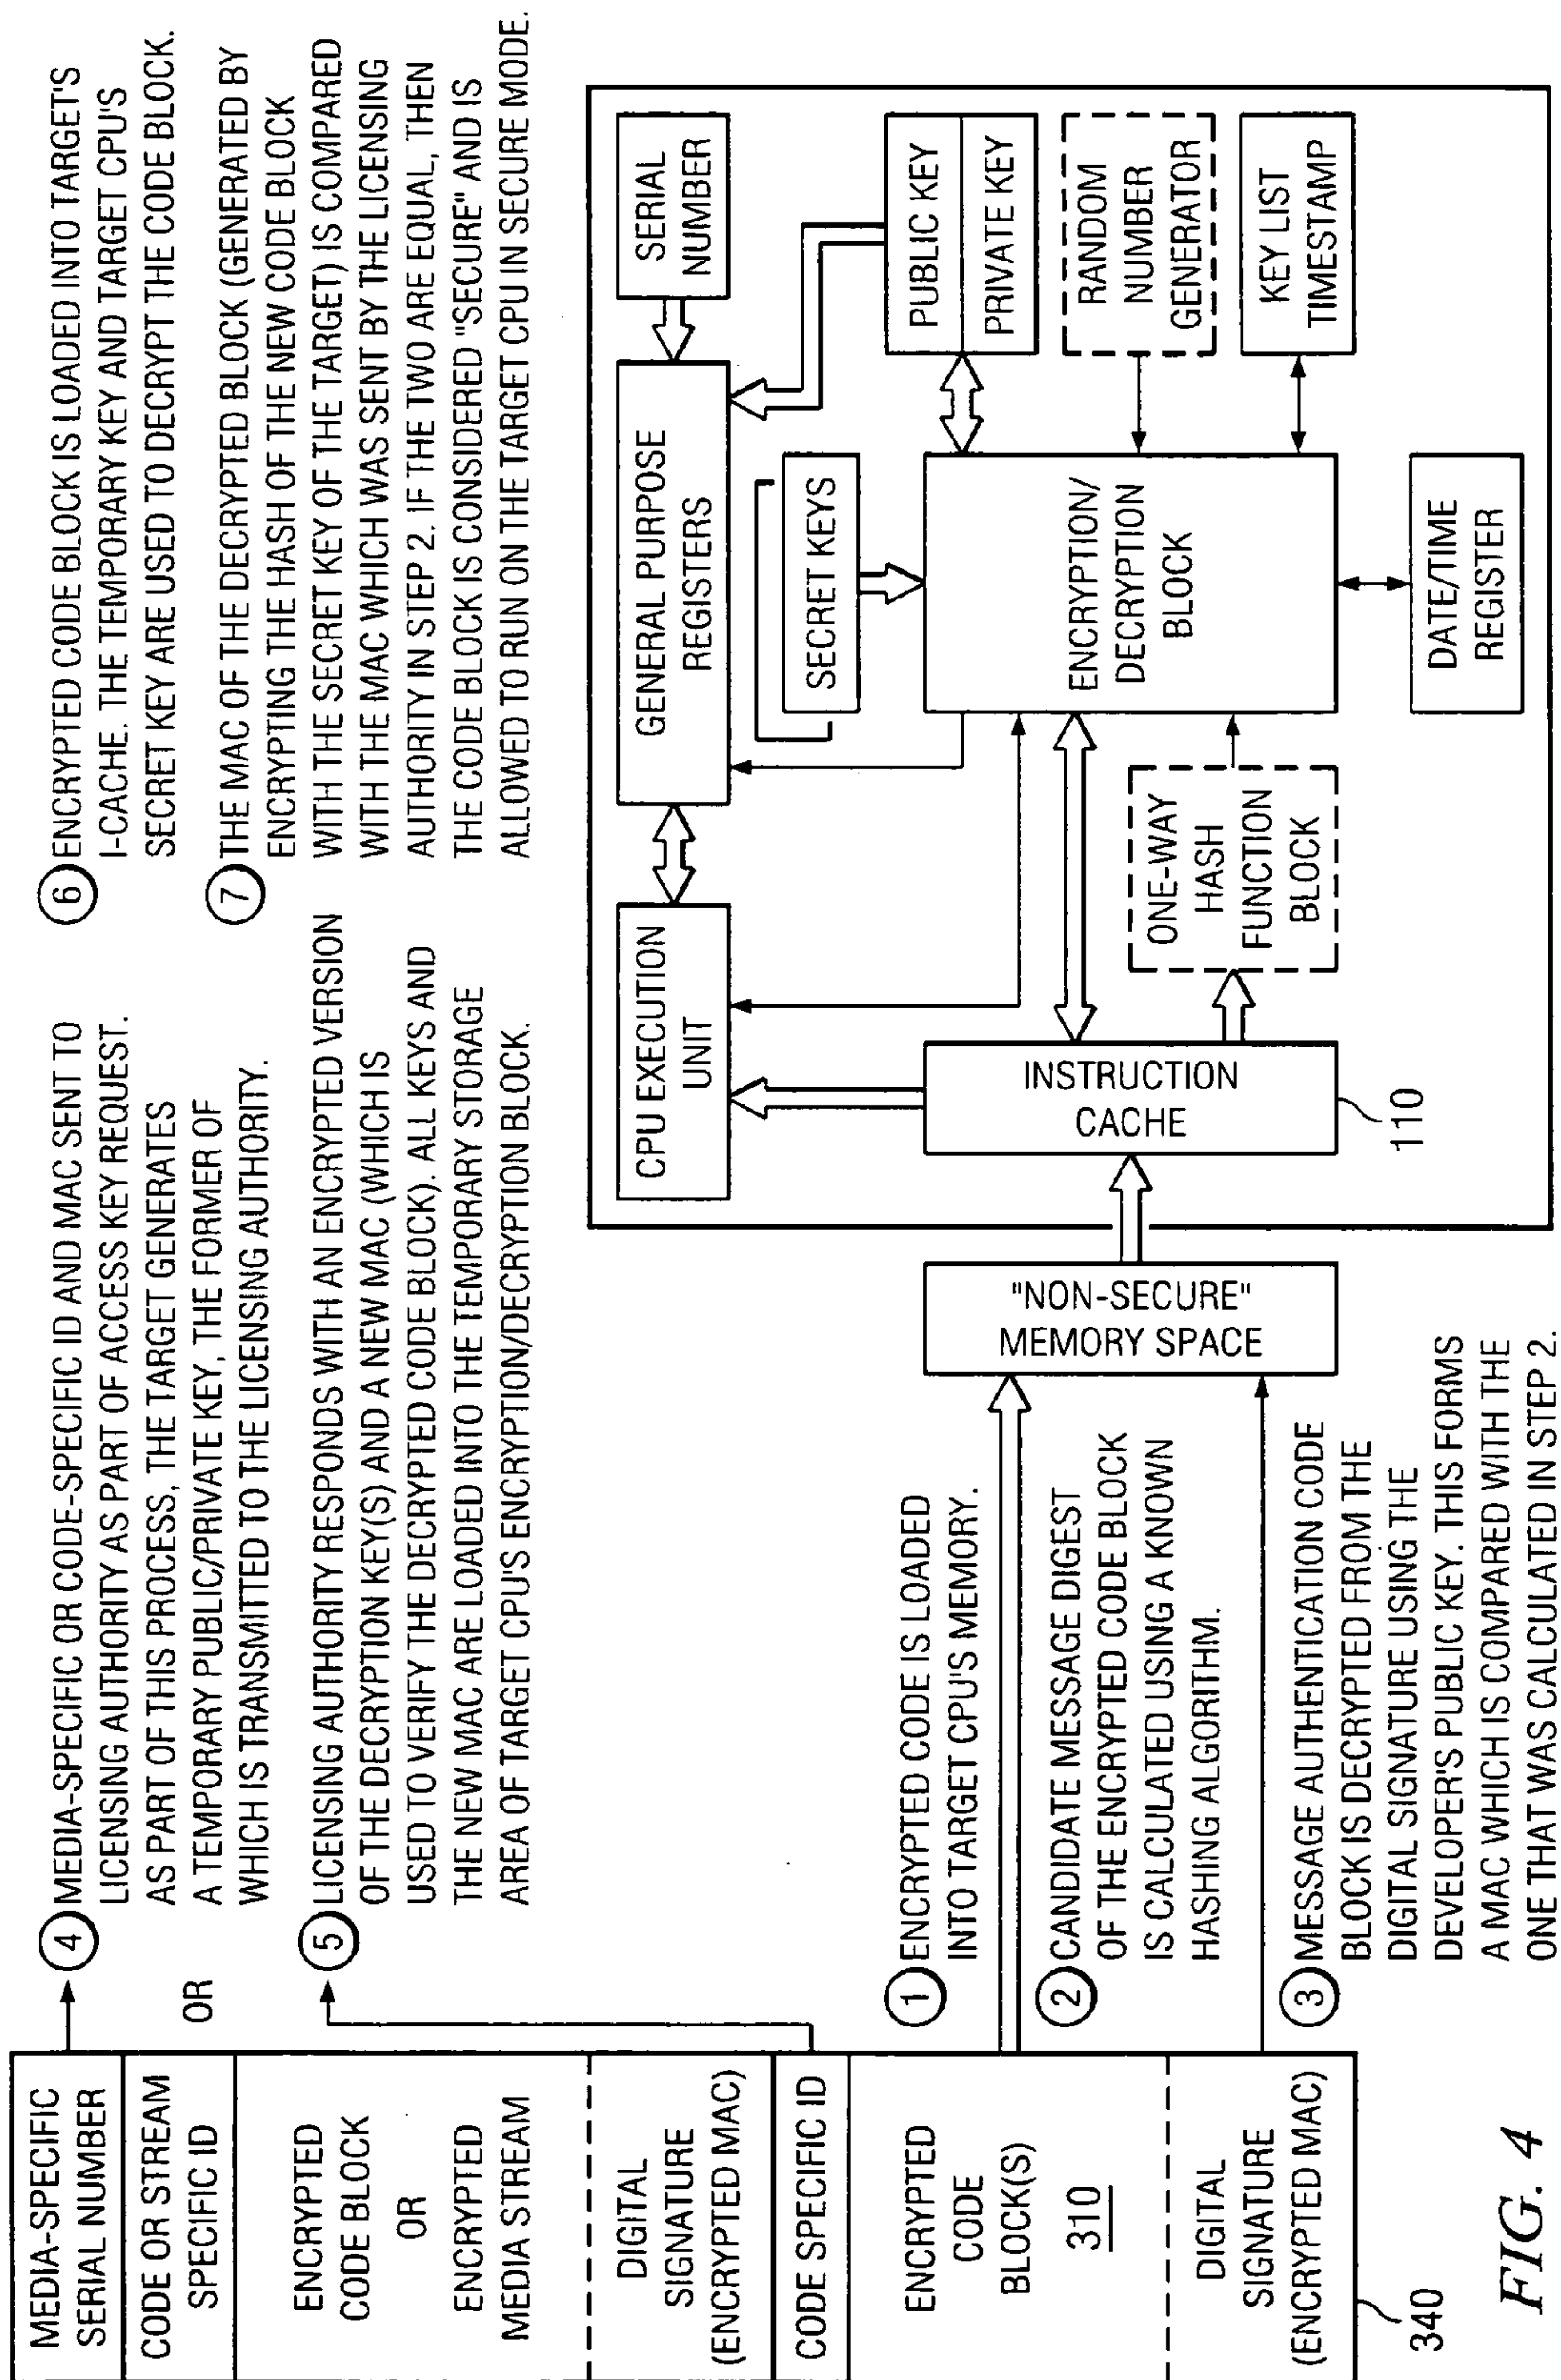 MEDIA-SPECIFIC
SERIAL NUMBER
CODE OR STREAM
SPECIFIC ID
ENCRYPTED
CODE BLOCK
OR
ENCRYPTED
MEDIA STREAM
DIGITAL
SIGNATURE
(ENCRYPTED MAC)
CODE SPECIFIC ID
ENCRYPTED
CODE
BLOCK(S)
310
DIGITAL
SIGNATURE
(ENCRYPTED MAC)
340
OR
4 MEDIA-SPECIFIC OR CODE-SPECIFIC ID AND MAC SENT TO
LICENSING AUTHORITY AS PART OF ACCESS KEY REQUEST.
AS PART OF THIS PROCESS, THE TARGET GENERATES
A TEMPORARY PUBLIC/PRIVATE KEY, THE FORMER OF
WHICH IS TRANSMITTED TO THE LICENSING AUTHORITY.
5 LICENSING AUTHORITY RESPONDS WITH AN ENCRYPTED VERSION
OF THE DECRYPTION KEY(S) AND A NEW MAC (WHICH IS
USED TO VERIFY THE DECRYPTED CODE BLOCK). ALL KEYS AND
THE NEW MAC ARE LOADED INTO THE TEMPORARY STORAGE
AREA OF TARGET CPU'S ENCRYPTION/DECRYPTION BLOCK.
6 ENCRYPTED CODE BLOCK IS LOADED INTO TARGET'S
I-CACHE. THE TEMPORARY KEY AND TARGET CPU'S
SECRET KEY ARE USED TO DECRYPT THE CODE BLOCK.
7 THE MAC OF THE DECRYPTED BLOCK (GENERATED BY
ENCRYPTING THE HASH OF THE NEW CODE BLOCK
WITH THE SECRET KEY OF THE TARGET) IS COMPARED
WITH THE MAC WHICH WAS SENT BY THE LICENSING
AUTHORITY IN STEP 2. IF THE TWO ARE EQUAL, THEN
THE CODE BLOCK IS CONSIDERED "SECURE" AND IS
ALLOWED TO RUN ON THE TARGET CPU IN SECURE MODE.
1 ENCRYPTED CODE IS LOADED
INTO TARGET CPU'S MEMORY.
2 CANDIDATE MESSAGE DIGEST
OF THE ENCRYPTED CODE BLOCK
IS CALCULATED USING A KNOWN
HASHING ALGORITHM.
3 MESSAGE AUTHENTICATION CODE
BLOCK IS DECRYPTED FROM THE
DIGITAL SIGNATURE USING THE
DEVELOPER'S PUBLIC KEY. THIS FORMS
A MAC WHICH IS COMPARED WITH THE
ONE THAT WAS CALCULATED IN STEP 2.
"NON-SECURE"
MEMORY SPACE
CPU EXECUTION
UNIT
GENERAL PURPOSE
REGISTERS
SERIAL
NUMBER
SECRET KEYS
PUBLIC KEY
PRIVATE KEY
INSTRUCTION
CACHE
110
ONE-WAY
HASH
FUNCTION
BLOCK
ENCRYPTION/
DECRYPTION
BLOCK
RANDOM
NUMBER
GENERATOR
KEY LIST
TIMESTAMP
DATE/TIME
REGISTER
FIG. 4